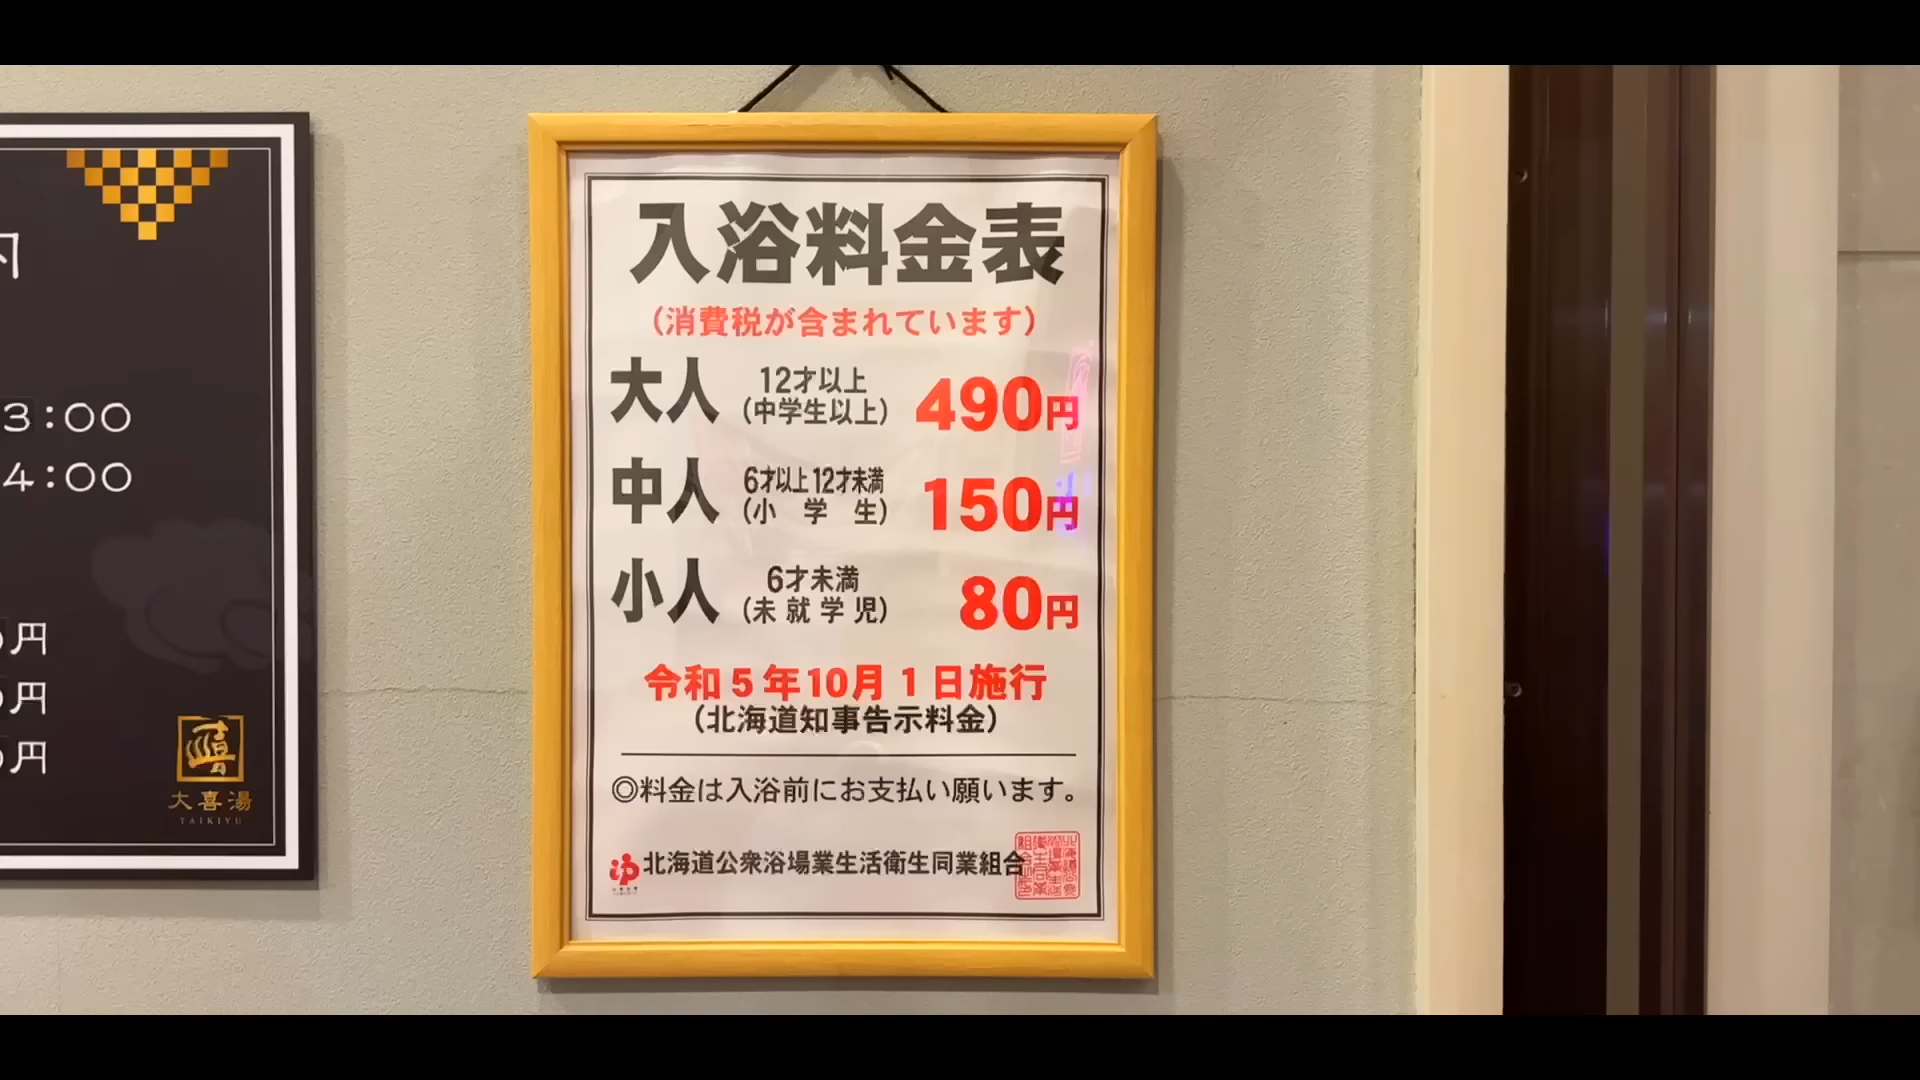 3:00
4:00
円
円
円
大喜湯
TAIKIYU
入浴料金表
(消費税が含まれています)
大人 12才以上 (中学生以上) 490円
中人 6才以上12才未満 (小学生) 150円
小人 6才未満 (未就学児) 80円
令和5年10月1日施行
(北海道知事告示料金)
◎料金は入浴前にお支払い願います。
北海道公衆浴場業生活衛生同業組合